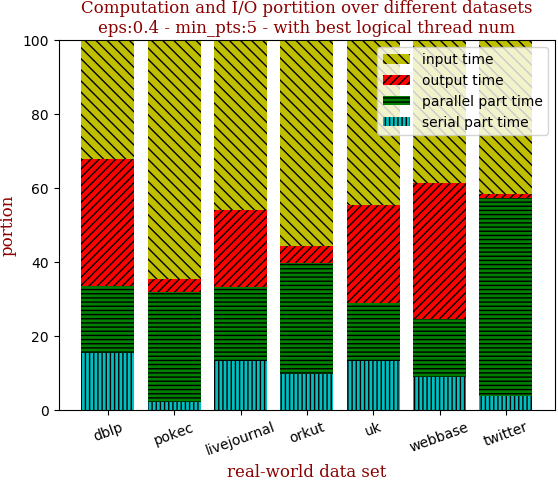 Computation and I/O portition over different datasets
eps:0.4 - min_pts:5 - with best logical thread num
100
80
60
40
20
0
portion
input time
output time
parallel part time
serial part time
dblp
pokec
livejournal
orkut
uk
webbase
twitter
real-world data set